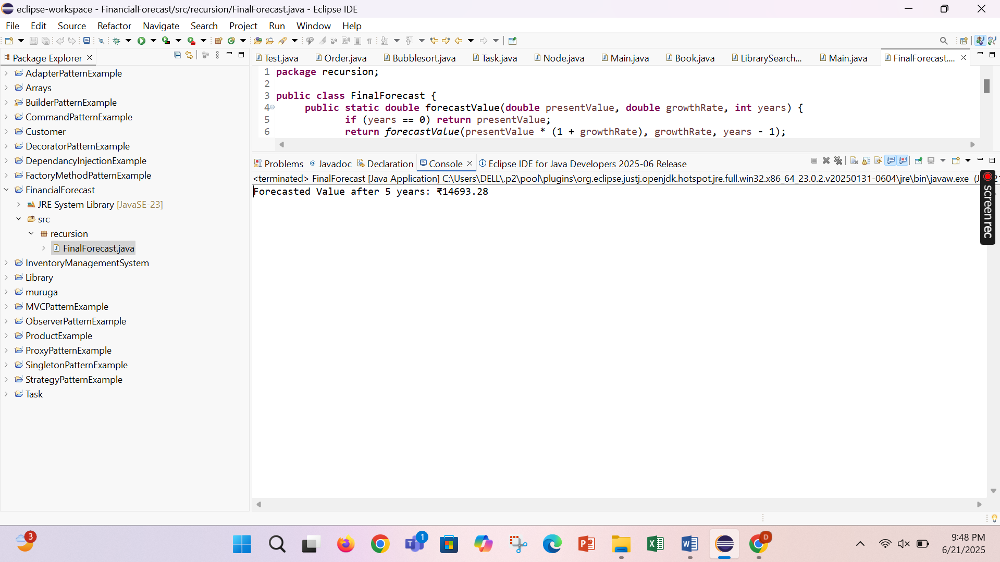 eclipse-workspace - FinancialForecast/src/recursion/FinalForecast.java - Eclipse IDE
File Edit Source Refactor Navigate Search Project Run Window Help
Package Explorer
AdapterPatternExample
Arrays
BuilderPatternExample
CommandPatternExample
Customer
DecoratorPatternExample
DependancyInjectionExample
FactoryMethodPatternExample
FinancialForecast
JRE System Library [JavaSE-23]
src
recursion
FinalForecast.java
InventoryManagementSystem
Library
muruga
MVCPatternExample
ObserverPatternExample
ProductExample
ProxyPatternExample
SingletonPatternExample
StrategyPatternExample
Task
Test.java Order.java Bubblesort.java Task.java Node.java Main.java Book.java LibrarySearch... Main.java FinalForecast....
1 package recursion;
2
3 public class FinalForecast {
4 public static double forecastValue(double presentValue, double growthRate, int years) {
5 if (years == 0) return presentValue;
6 return forecastValue(presentValue * (1 + growthRate), growthRate, years - 1);
Problems @ Javadoc Declaration Console Eclipse IDE for Java Developers 2025-06 Release
<terminated> FinalForecast [Java Application] C:\Users\DELL\.p2\pool\plugins\org.eclipse.justj.openjdk.hotspot.jre.full.win32.x86_64_23.0.2.v20250131-0604\jre\bin\javaw.exe
Forecasted Value after 5 years: ₹14693.28
screenrec
3
1
D
9:48 PM
6/21/2025